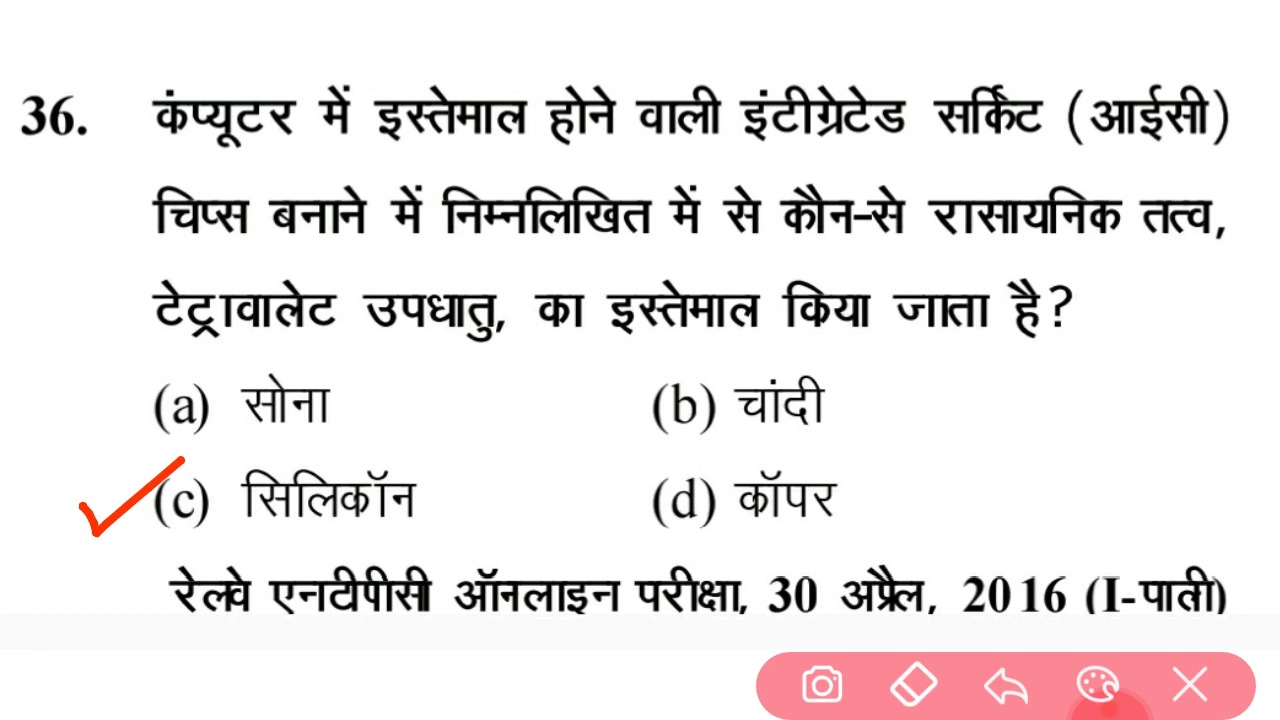 36. कंप्यूटर में इस्तेमाल होने वाली इंटीग्रेटेड सर्किट (आईसी)
चिप्स बनाने में निम्नलिखित में से कौन-से रासायनिक तत्व,
टेट्रावालेट उपधातु, का इस्तेमाल किया जाता है?
(a) सोना (b) चांदी
(c) सिलिकॉन (d) कॉपर
रेलवे एनटीपीसी ऑनलाइन परीक्षा, 30 अप्रैल, 2016 (I-पाली)